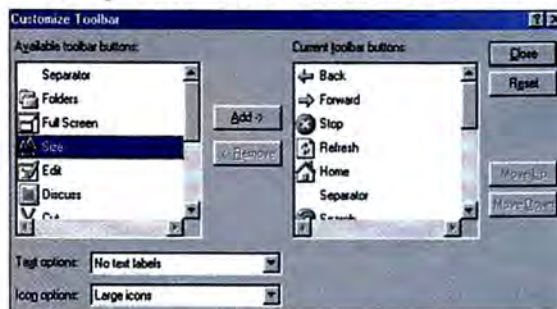 Customize Toolbar
Available toolbar buttons:
Separator
Folders
Full Screen
Size
Edit
Discuss
Cut
Add ->
<- Remove
Current toolbar buttons:
Back
Forward
Stop
Refresh
Home
Separator
Search
Close
Reset
Move Up
Move Down
Text options: No text labels
Icon options: Large icons